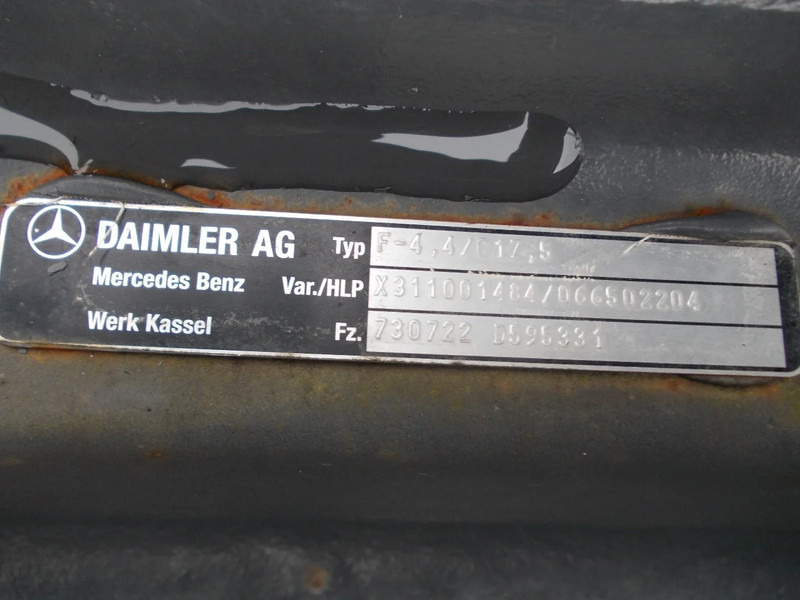 DAIMLER AG Typ F-4,4/C17,5
Mercedes Benz Var./HLP X311001484/066502204
Werk Kassel Fz. 730722 D595331